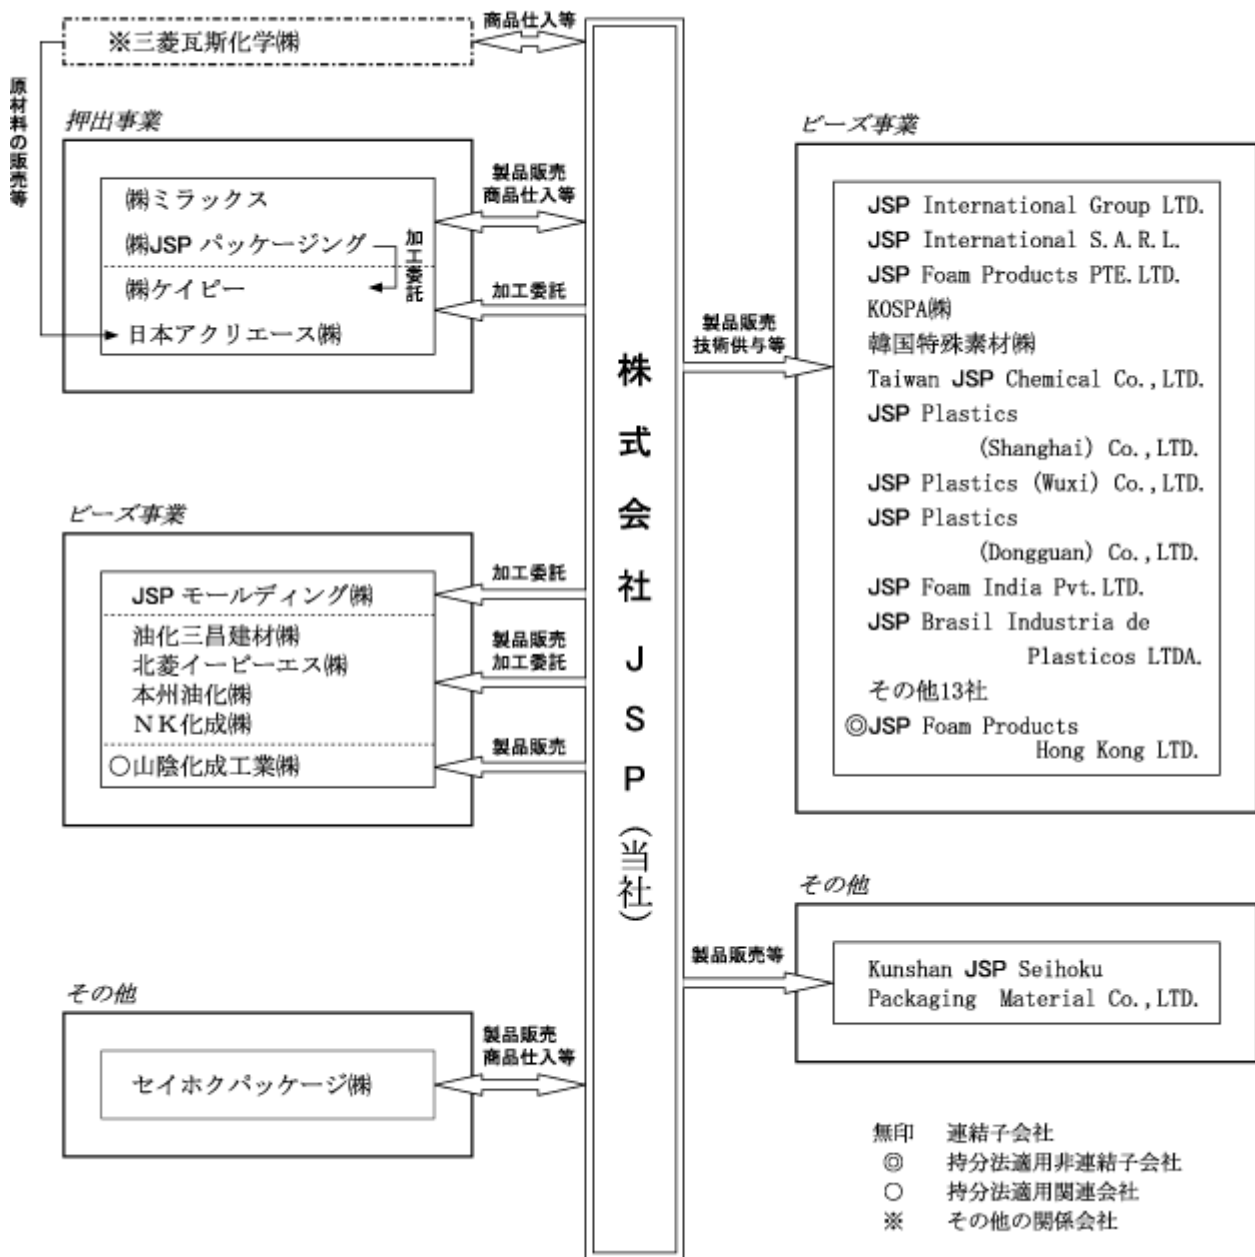 ※三菱瓦斯化学㈱
商品仕入等
原材料の販売等
押出事業
㈱ミラックス
㈱JSP パッケージング
加工委託
㈱ケイピー
日本アクリエース㈱
製品販売
商品仕入等
加工委託
ビーズ事業
JSP モールディング㈱
油化三昌建材㈱
北菱イーピーエス㈱
本州油化㈱
NK化成㈱
○山陰化成工業㈱
加工委託
製品販売
加工委託
製品販売
その他
セイホクパッケージ㈱
製品販売
商品仕入等
株式会社JSP(当社)
製品販売
技術供与等
ビーズ事業
JSP International Group LTD.
JSP International S.A.R.L.
JSP Foam Products PTE.LTD.
KOSPA㈱
韓国特殊素材㈱
Taiwan JSP Chemical Co.,LTD.
JSP Plastics
(Shanghai) Co.,LTD.
JSP Plastics (Wuxi) Co.,LTD.
JSP Plastics
(Dongguan) Co.,LTD.
JSP Foam India Pvt.LTD.
JSP Brasil Industria de
Plasticos LTDA.
その他13社
◎JSP Foam Products
Hong Kong LTD.
製品販売等
その他
Kunshan JSP Seihoku
Packaging Material Co.,LTD.
無印 連結子会社
◎ 持分法適用非連結子会社
○ 持分法適用関連会社
※ その他の関係会社